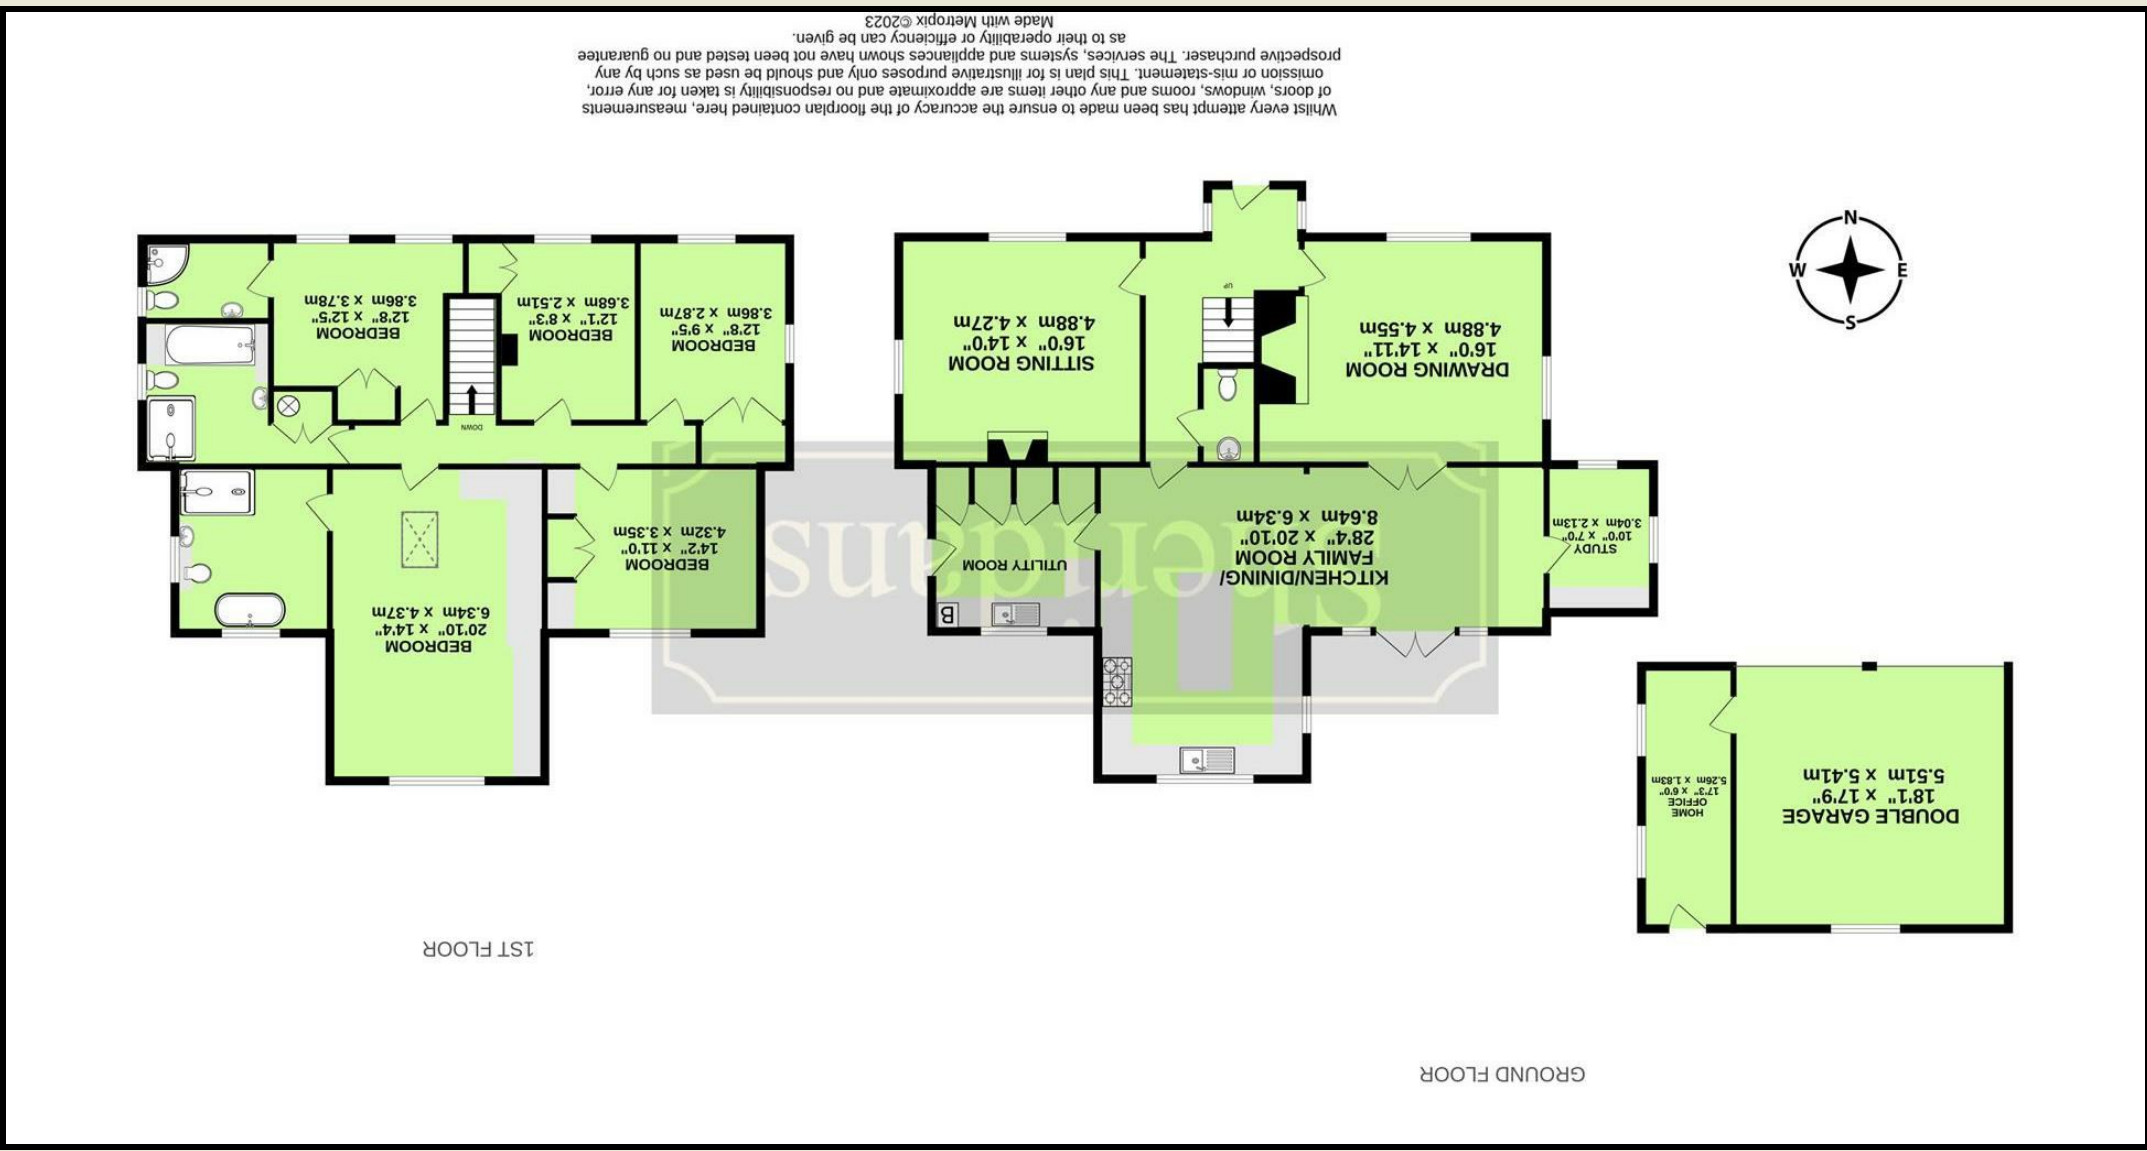 GROUND FLOOR
1ST FLOOR
DOUBLE GARAGE
18'1" x 17'9"
5.51m x 5.41m
HOME
OFFICE
17'3" x 6'0"
5.26m x 1.83m
KITCHEN/DINING/
FAMILY ROOM
28'4" x 20'10"
8.64m x 6.34m
STUDY
10'0" x 7'0"
3.04m x 2.13m
UTILITY ROOM
B
DRAWING ROOM
16'0" x 14'11"
4.88m x 4.55m
SITTING ROOM
16'0" x 14'0"
4.88m x 4.27m
UP
BEDROOM
20'10" x 14'4"
6.34m x 4.37m
BEDROOM
14'2" x 11'0"
4.32m x 3.35m
BEDROOM
12'8" x 9'5"
3.86m x 2.87m
BEDROOM
12'1" x 8'3"
3.68m x 2.51m
BEDROOM
12'8" x 12'5"
3.86m x 3.78m
DOWN
N
W E
S
sheridans
Whilst every attempt has been made to ensure the accuracy of the floorplan contained here, measurements
of doors, windows, rooms and any other items are approximate and no responsibility is taken for any error,
omission or mis-statement. This plan is for illustrative purposes only and should be used as such by any
prospective purchaser. The services, systems and appliances shown have not been tested and no guarantee
as to their operability or efficiency can be given.
Made with Metropix ©2023